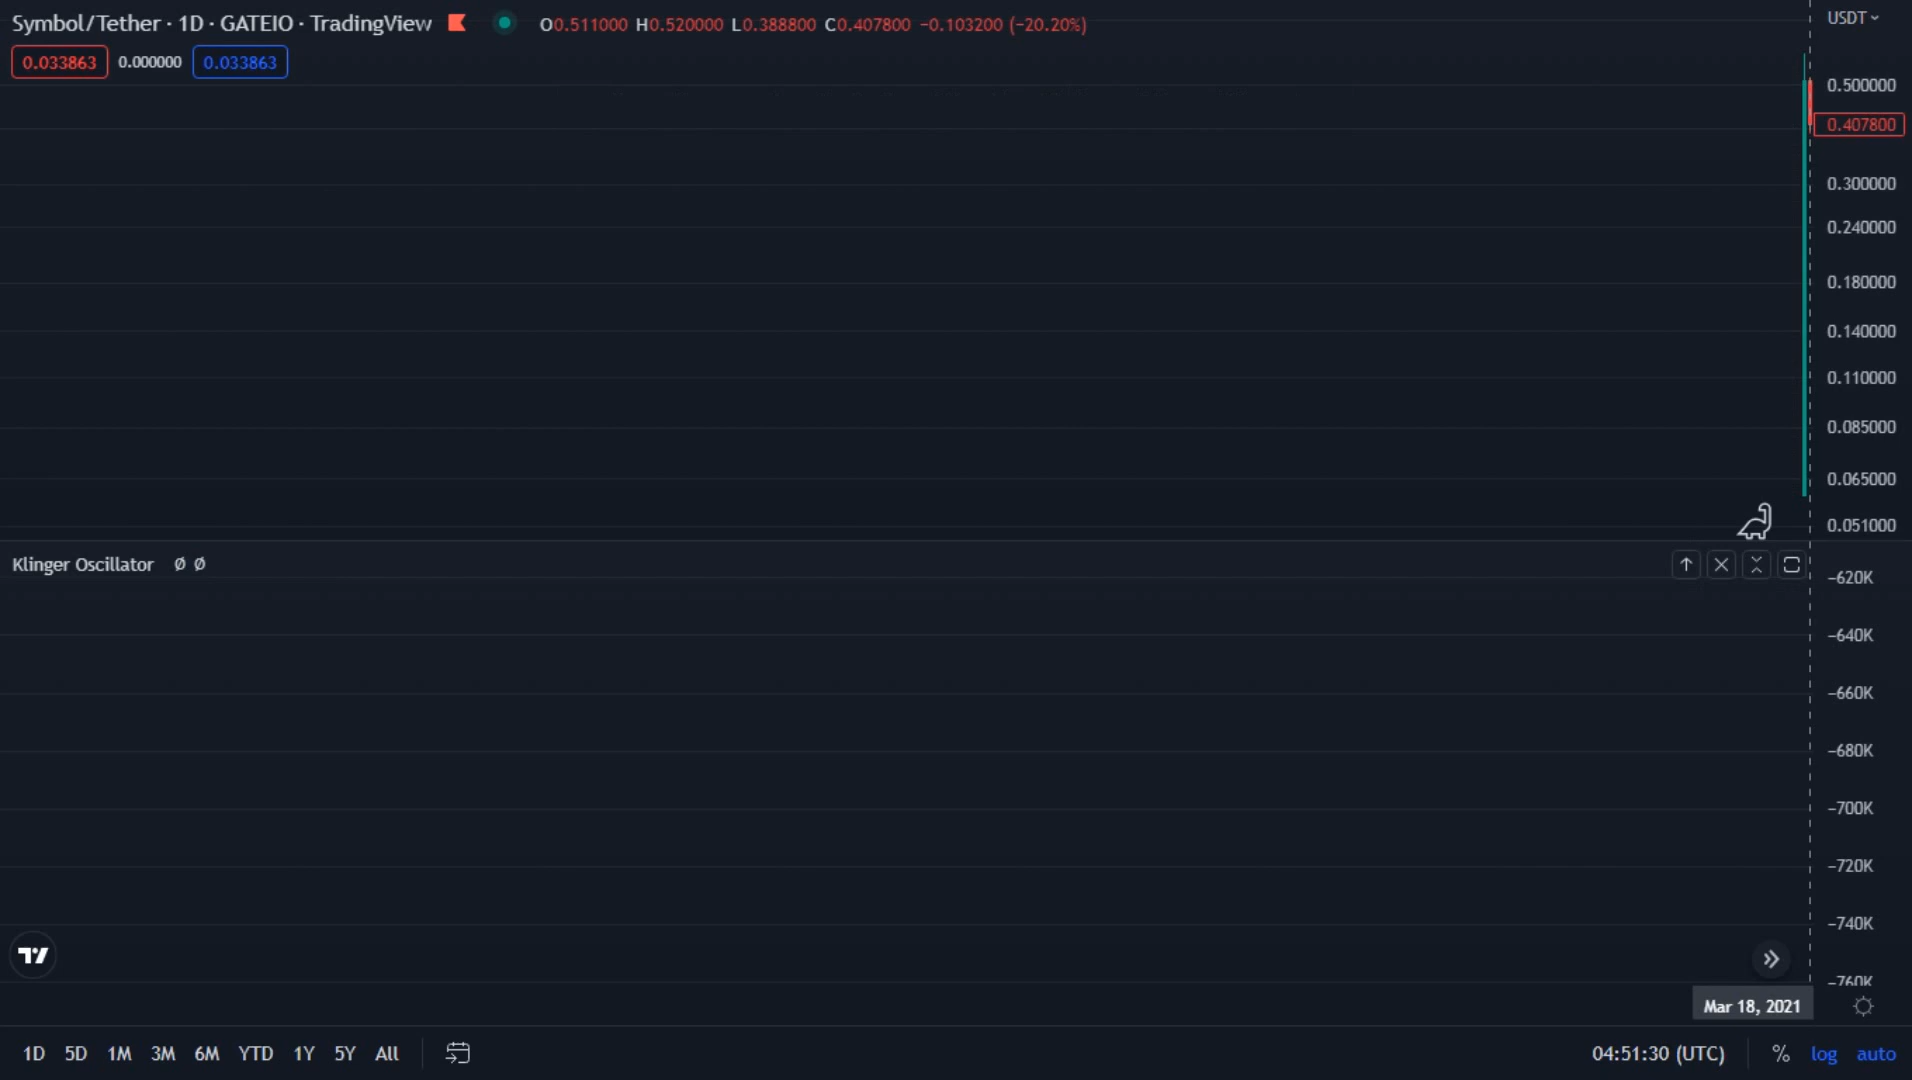 Symbol/Tether · 1D · GATEIO · TradingView O0.511000 H0.520000 L0.388800 C0.407800 −0.103200 (−20.20%)
USDT
0.033863 0.000000 0.033863
0.500000
0.407800
0.300000
0.240000
0.180000
0.140000
0.110000
0.085000
0.065000
0.051000
Klinger Oscillator Ø Ø
−620K
−640K
−660K
−680K
−700K
−720K
−740K
−760K
Mar 18, 2021
1D 5D 1M 3M 6M YTD 1Y 5Y All 04:51:30 (UTC) % log auto